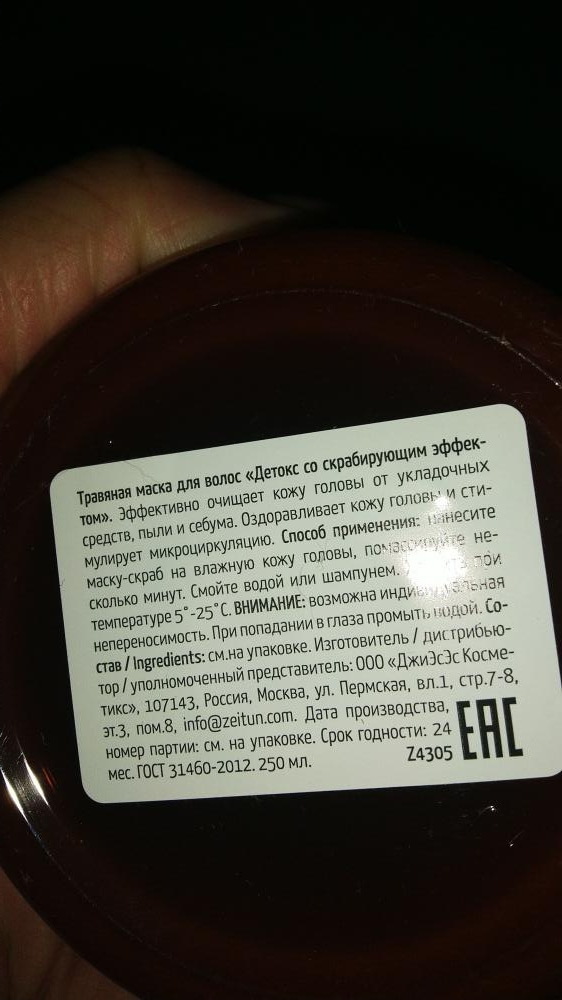 Травяная маска для волос «Детокс со скрабирующим эффек-
том». Эффективно очищает кожу головы от укладочных
средств, пыли и себума. Оздоравливает кожу головы и сти-
мулирует микроциркуляцию. Способ применения: нанесите
маску-скраб на влажную кожу головы, помассируйте не-
сколько минут. Смойте водой или шампунем. при
температуре 5°-25°С. ВНИМАНИЕ: возможна индивидуальная
непереносимость. При попадании в глаза промыть водой. Со-
став / Ingredients: см.на упаковке. Изготовитель / дистрибью-
тор / уполномоченный представитель: ООО «ДжиЭсЭс Косме-
тикс», 107143, Россия, Москва, ул. Пермская, вл.1, стр.7-8,
эт.3, пом.8, info@zeitun.com. Дата производства,
номер партии: см. на упаковке. Срок годности: 24
мес. ГОСТ 31460-2012. 250 мл.
Z4305
EAC